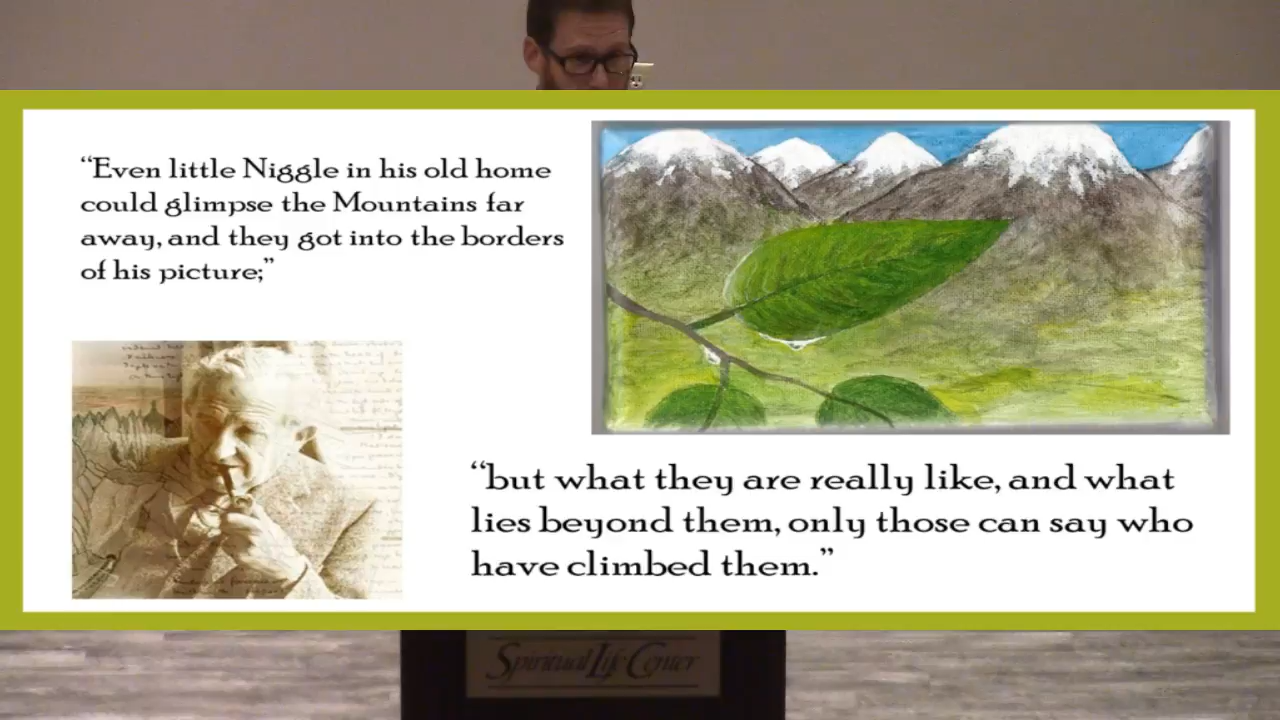 “Even little Niggle in his old home
could glimpse the Mountains far
away, and they got into the borders
of his picture;”
“but what they are really like, and what
lies beyond them, only those can say who
have climbed them.”
Spiritual Life Center